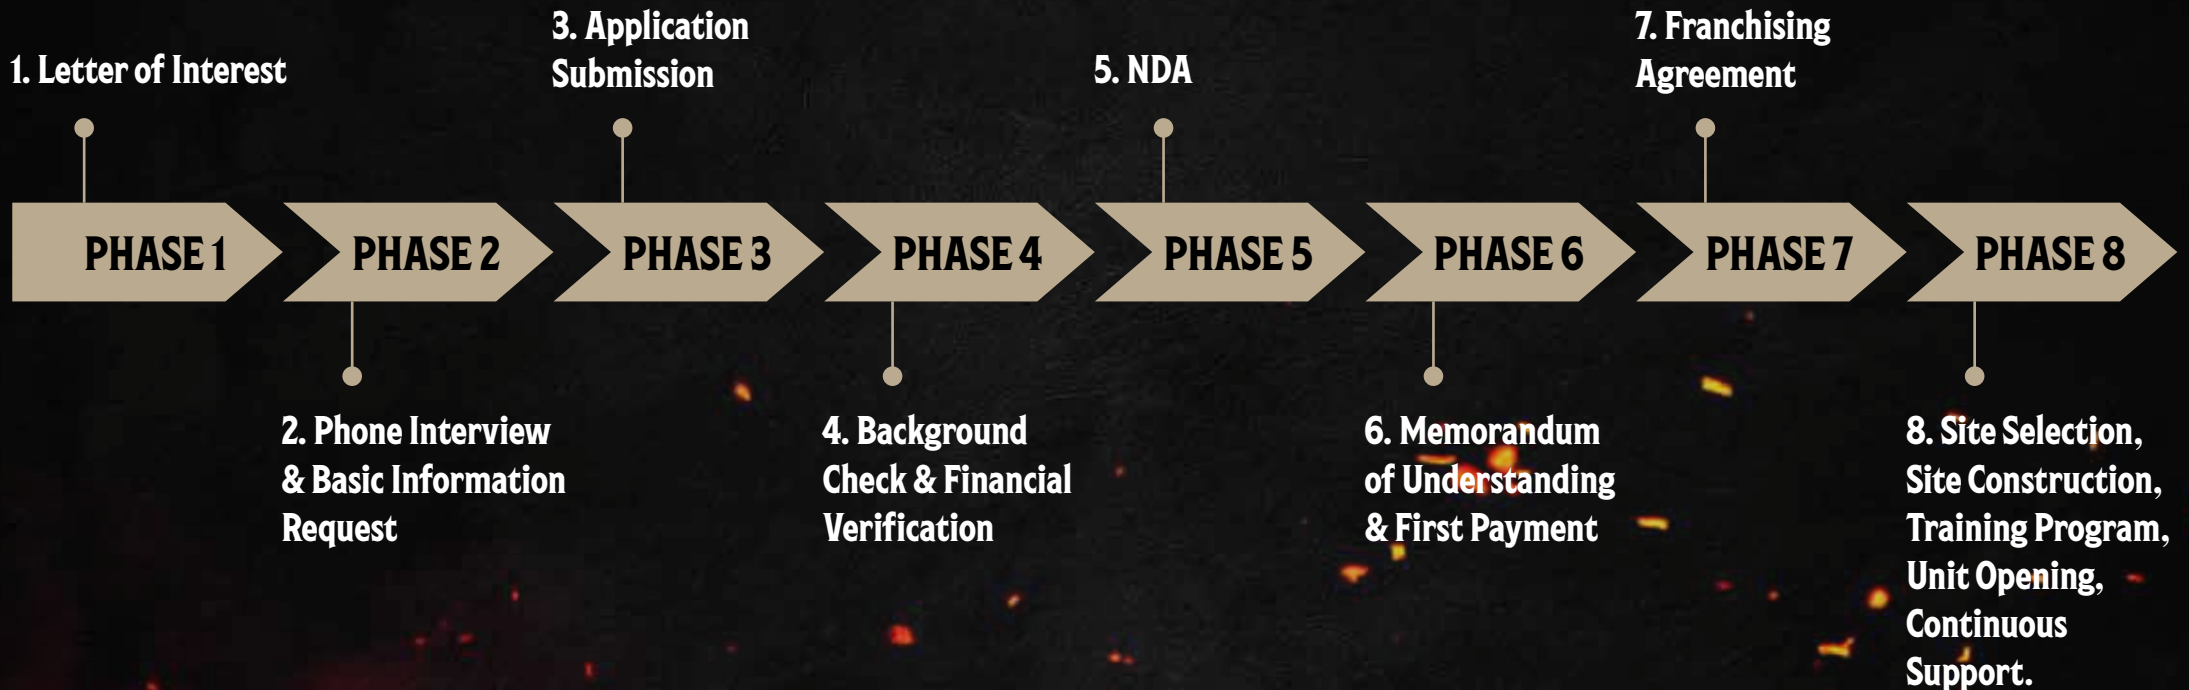 1. Letter of Interest
3. Application
Submission
5. NDA
7. Franchising
Agreement
PHASE 1
PHASE 2
PHASE 3
PHASE 4
PHASE 5
PHASE 6
PHASE 7
PHASE 8
2. Phone Interview
& Basic Information
Request
4. Background
Check & Financial
Verification
6. Memorandum
of Understanding
& First Payment
8. Site Selection,
Site Construction,
Training Program,
Unit Opening,
Continuous
Support.